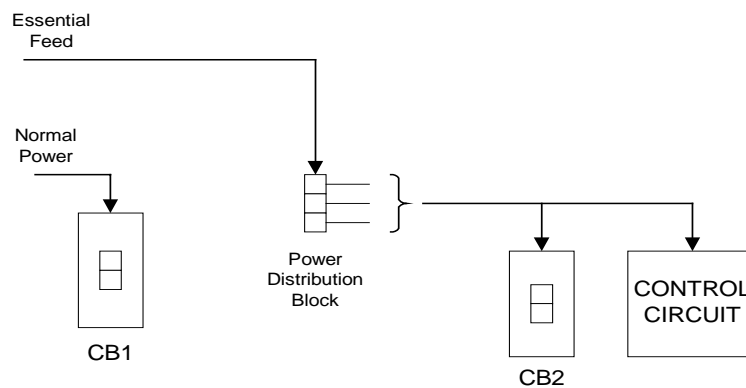 Essential
Feed
Normal
Power
Power
Distribution
Block
CB1
CB2
CONTROL
CIRCUIT